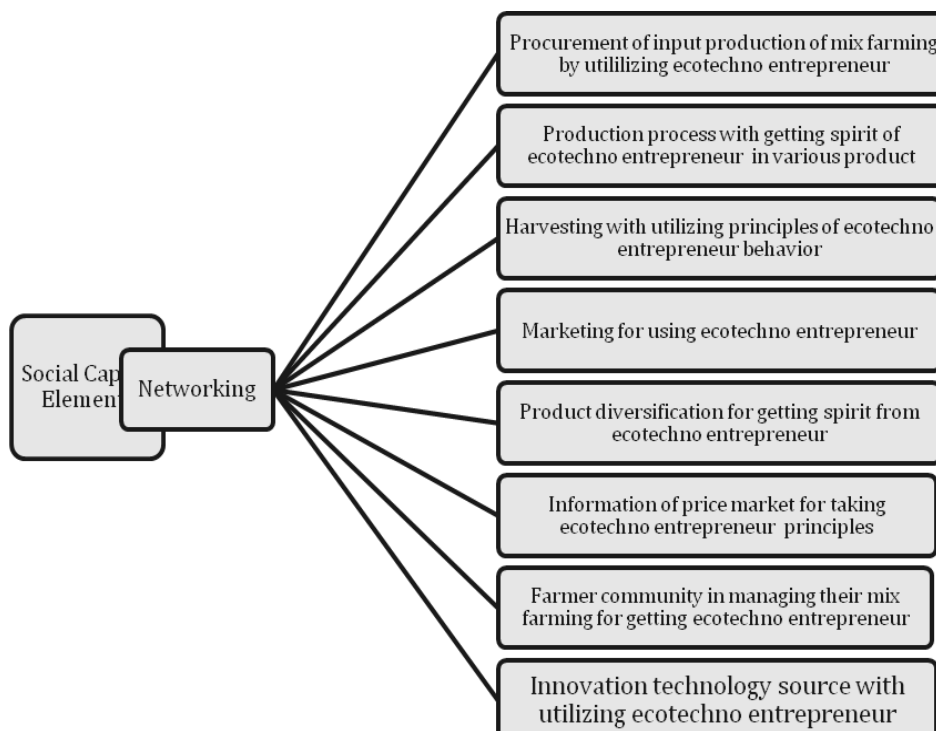 Procurement of input production of mix farming
by utililizing ecotechno entrepreneur
Production process with getting spirit of
ecotechno entrepreneur in various product
Harvesting with utilizing principles of ecotechno
entrepreneur behavior
Marketing for using ecotechno entrepreneur
Social Cap
Element
Networking
Product diversification for getting spirit from
ecotechno entrepreneur
Information of price market for taking
ecotechno entrepreneur principles
Farmer community in managing their mix
farming for getting ecotechno entrepreneur
Innovation technology source with
utilizing ecotechno entrepreneur